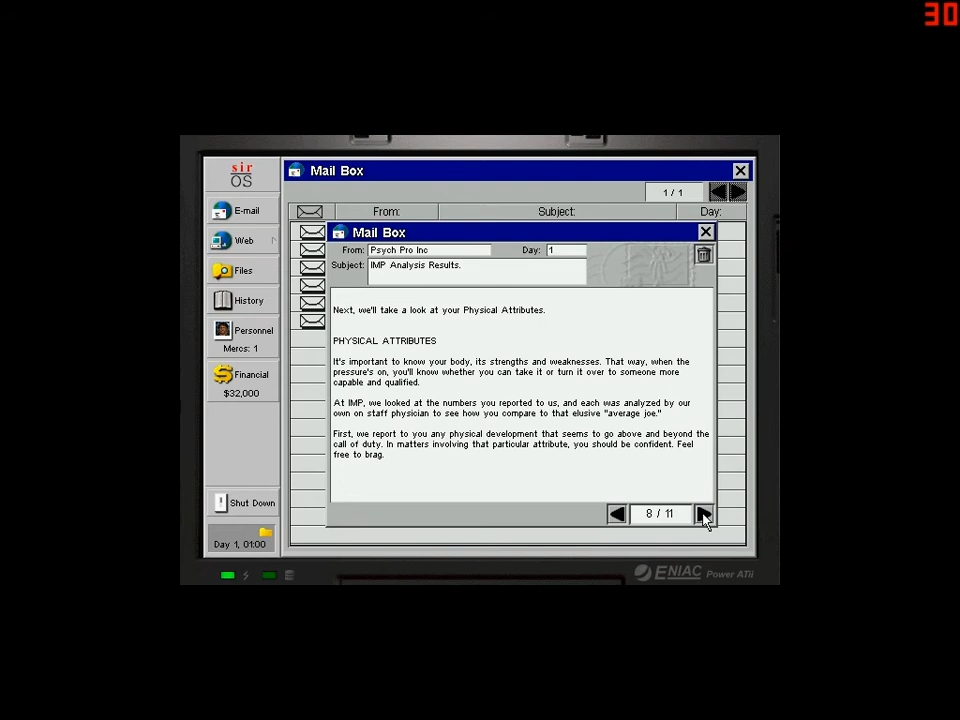 30
sir
OS
Mail Box
1 / 1
From: Subject: Day:
E-mail
Web
Files
History
Personnel
Mercs: 1
Financial
$32,000
Shut Down
Day 1, 01:00
Mail Box
From: Psych Pro Inc Day: 1
Subject: IMP Analysis Results.
Next, we'll take a look at your Physical Attributes.
PHYSICAL ATTRIBUTES
It's important to know your body, its strengths and weaknesses. That way, when the
pressure's on, you'll know whether you can take it or turn it over to someone more
capable and qualified.
At IMP, we looked at the numbers you reported to us, and each was analyzed by our
own on staff physician to see how you compare to that elusive "average joe."
First, we report to you any physical development that seems to go above and beyond the
call of duty. In matters involving that particular attribute, you should be confident. Feel
free to brag.
8 / 11
ENIAC Power ATii